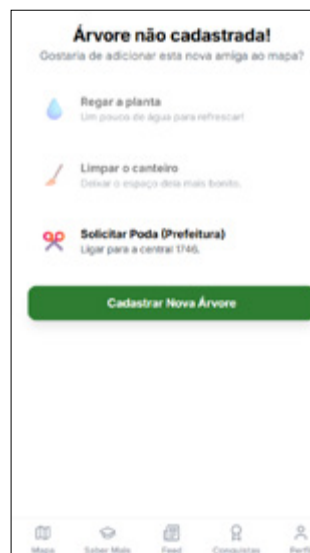 Árvore não cadastrada!
Gostaria de adicionar esta nova amiga ao mapa?
Regar a planta
Um pouco de água para refrescar!
Limpar o canteiro
Deixar o espaço dela mais bonito.
Solicitar Poda (Prefeitura)
Ligar para a central 1746.
Cadastrar Nova Árvore
Mapa
Saber Mais
Feed
Conquistas
Perfil